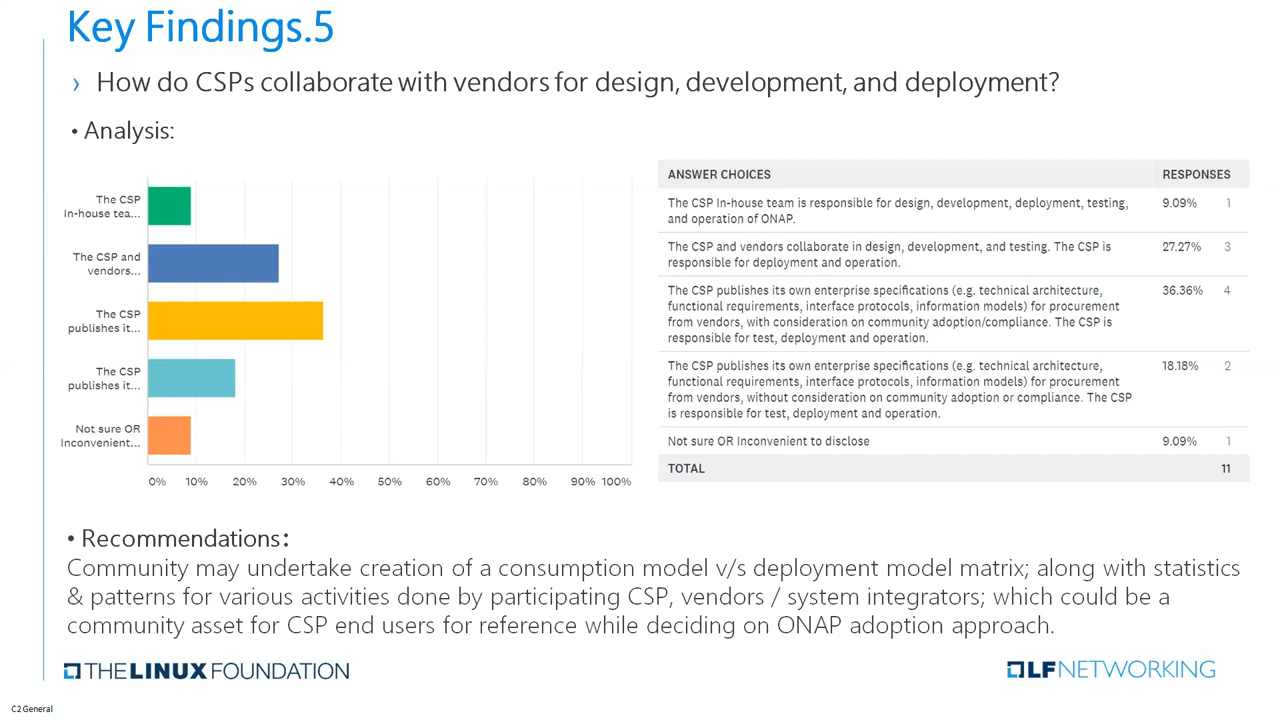 Key Findings.5
› How do CSPs collaborate with vendors for design, development, and deployment?
• Analysis:
The CSP
In-house tea...
The CSP and
vendors...
The CSP
publishes it...
The CSP
publishes it...
Not sure OR
Inconvenient...
0% 10% 20% 30% 40% 50% 60% 70% 80% 90% 100%
ANSWER CHOICES RESPONSES
The CSP In-house team is responsible for design, development, deployment, testing, 9.09% 1
and operation of ONAP.
The CSP and vendors collaborate in design, development, and testing. The CSP is 27.27% 3
responsible for deployment and operation.
The CSP publishes its own enterprise specifications (e.g. technical architecture, 36.36% 4
functional requirements, interface protocols, information models) for procurement
from vendors, with consideration on community adoption/compliance. The CSP is
responsible for test, deployment and operation.
The CSP publishes its own enterprise specifications (e.g. technical architecture, 18.18% 2
functional requirements, interface protocols, information models) for procurement
from vendors, without consideration on community adoption or compliance. The CSP
is responsible for test, deployment and operation.
Not sure OR Inconvenient to disclose 9.09% 1
TOTAL 11
• Recommendations：
Community may undertake creation of a consumption model v/s deployment model matrix; along with statistics
& patterns for various activities done by participating CSP, vendors / system integrators; which could be a
community asset for CSP end users for reference while deciding on ONAP adoption approach.
THE LINUX FOUNDATION
LF NETWORKING
C2 General